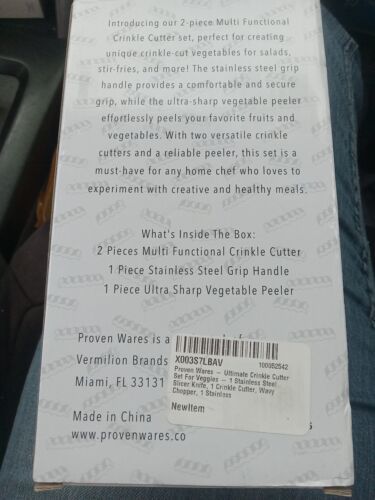 Introducing our 2-piece Multi Functional
Crinkle Cutter set, perfect for creating
unique crinkle-cut vegetables for salads,
stir-fries, and more! The stainless steel grip
handle provides a comfortable and secure
grip, while the ultra-sharp vegetable peeler
effortlessly peels your favorite fruits and
vegetables. With two versatile crinkle
cutters and a reliable peeler, this set is a
must-have for any home chef who loves to
experiment with creative and healthy meals.
What's Inside The Box:
2 Pieces Multi Functional Crinkle Cutter
1 Piece Stainless Steel Grip Handle
1 Piece Ultra Sharp Vegetable Peeler
Proven Wares is a
Vermilion Brands
Miami, FL 33131
Made in China
www.provenwares.co
X003S7LBAV 100352542
Proven Wares – Ultimate Crinkle Cutter
Set For Veggies – 1 Stainless Steel
Slicer Knife, 1 Crinkle Cutter, Wavy
Chopper, 1 Stainless
NewItem